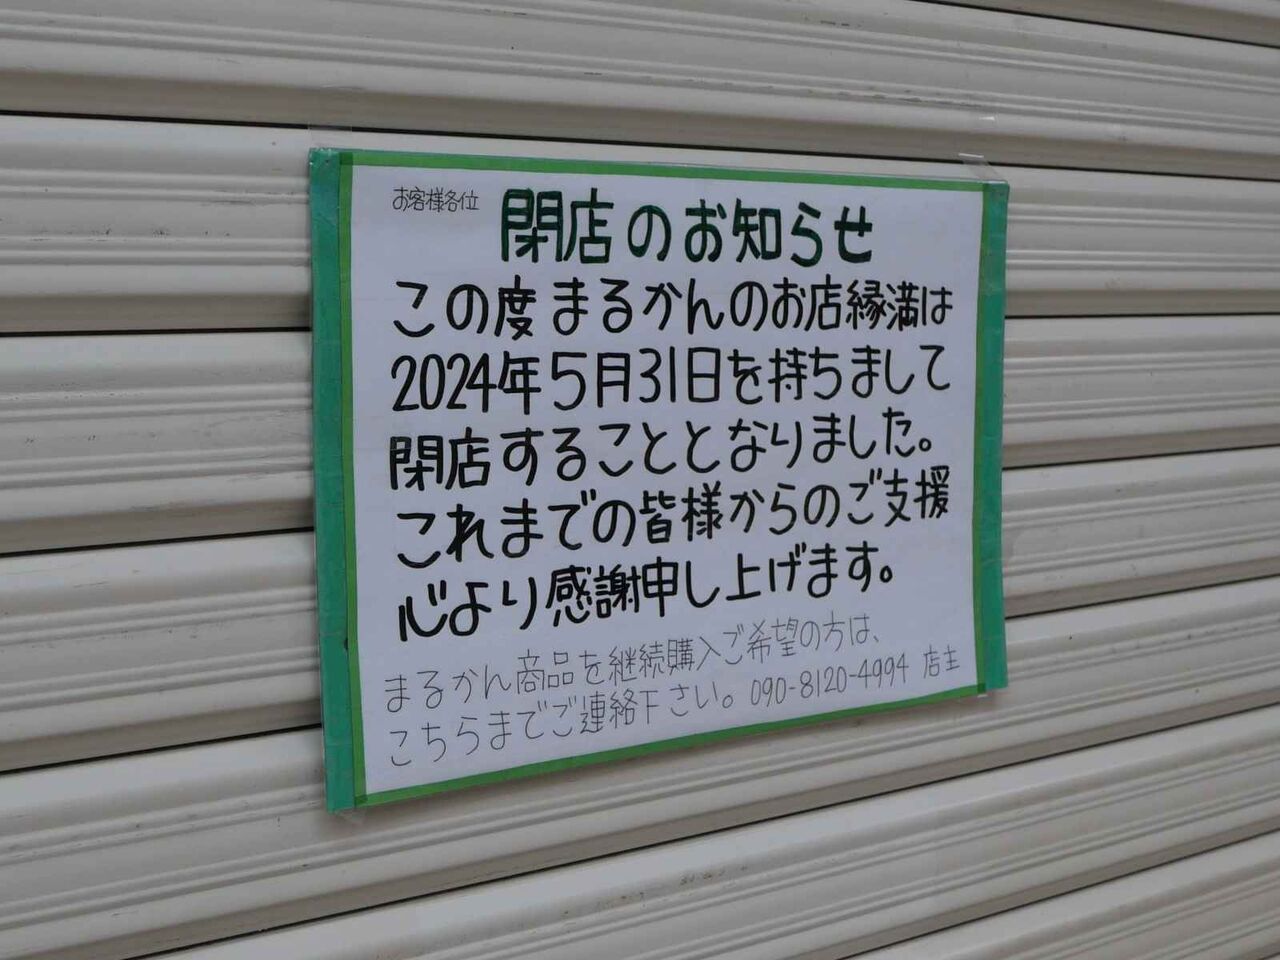 お客様各位 閉店のお知らせ
この度まるかんのお店縁満は
2024年5月31日を持ちまして
閉店することとなりました。
これまでの皆様からのご支援
心より感謝申し上げます。
まるかん商品を継続購入ご希望の方は、
こちらまでご連絡下さい。090-8120-4994 店主